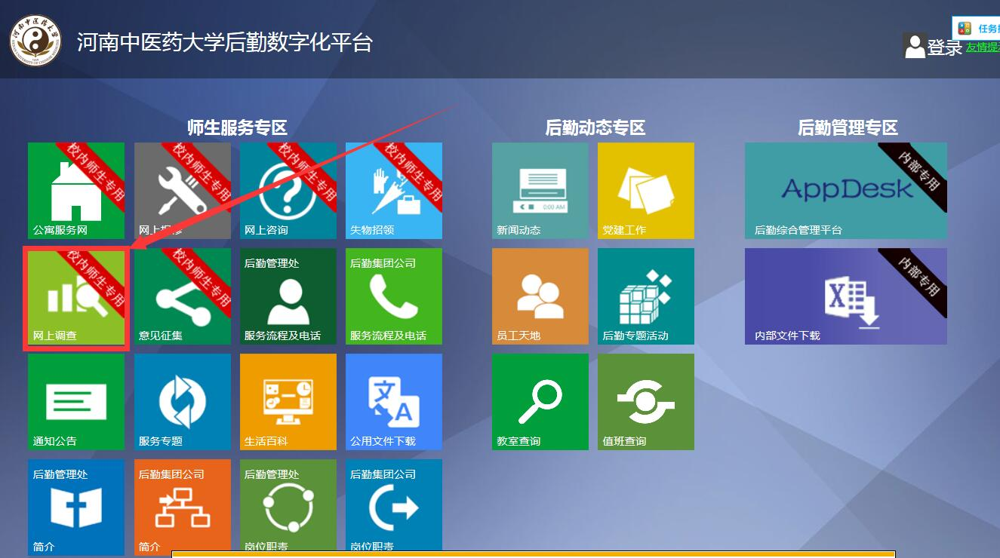 河南中医药大学后勤数字化平台
登录
师生服务专区
后勤动态专区
后勤管理专区
校内师生专用
公寓服务网
校内师生专用
网上报修
校内师生专用
网上咨询
校内师生专用
失物招领
0:00 AM
新闻动态
党建工作
内部专用
AppDesk
后勤综合管理平台
校内师生专用
网上调查
校内师生专用
意见征集
后勤管理处
服务流程及电话
后勤集团公司
服务流程及电话
员工天地
后勤专题活动
内部专用
X
内部文件下载
通知公告
服务专题
生活百科
文
A
公用文件下载
教室查询
值班查询
后勤管理处
简介
后勤集团公司
简介
后勤管理处
岗位职责
后勤集团公司
岗位职责